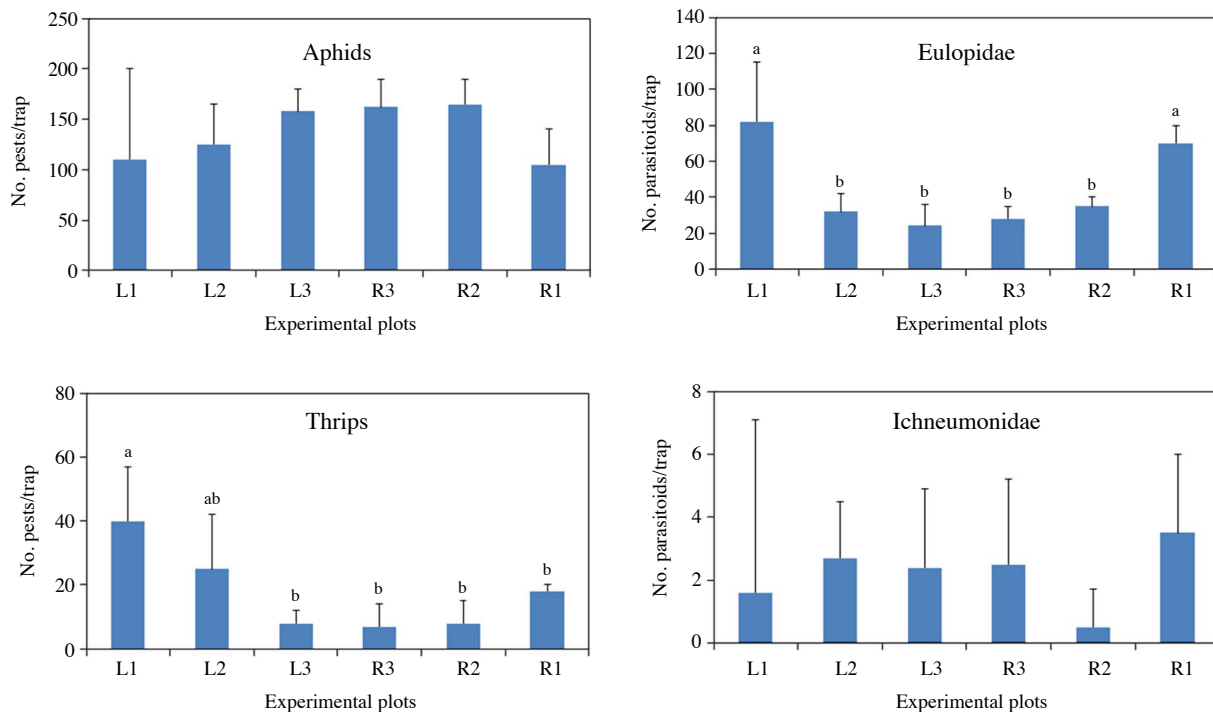 Aphids
No. pests/trap
250
200
150
100
50
0
L1 L2 L3 R3 R2 R1
Experimental plots
Eulopidae
No. parasitoids/trap
140
120
100
80
60
40
20
0
a b b b b a
L1 L2 L3 R3 R2 R1
Experimental plots
Thrips
No. pests/trap
80
60
40
20
0
a ab b b b b
L1 L2 L3 R3 R2 R1
Experimental plots
Ichneumonidae
No. parasitoids/trap
8
6
4
2
0
L1 L2 L3 R3 R2 R1
Experimental plots